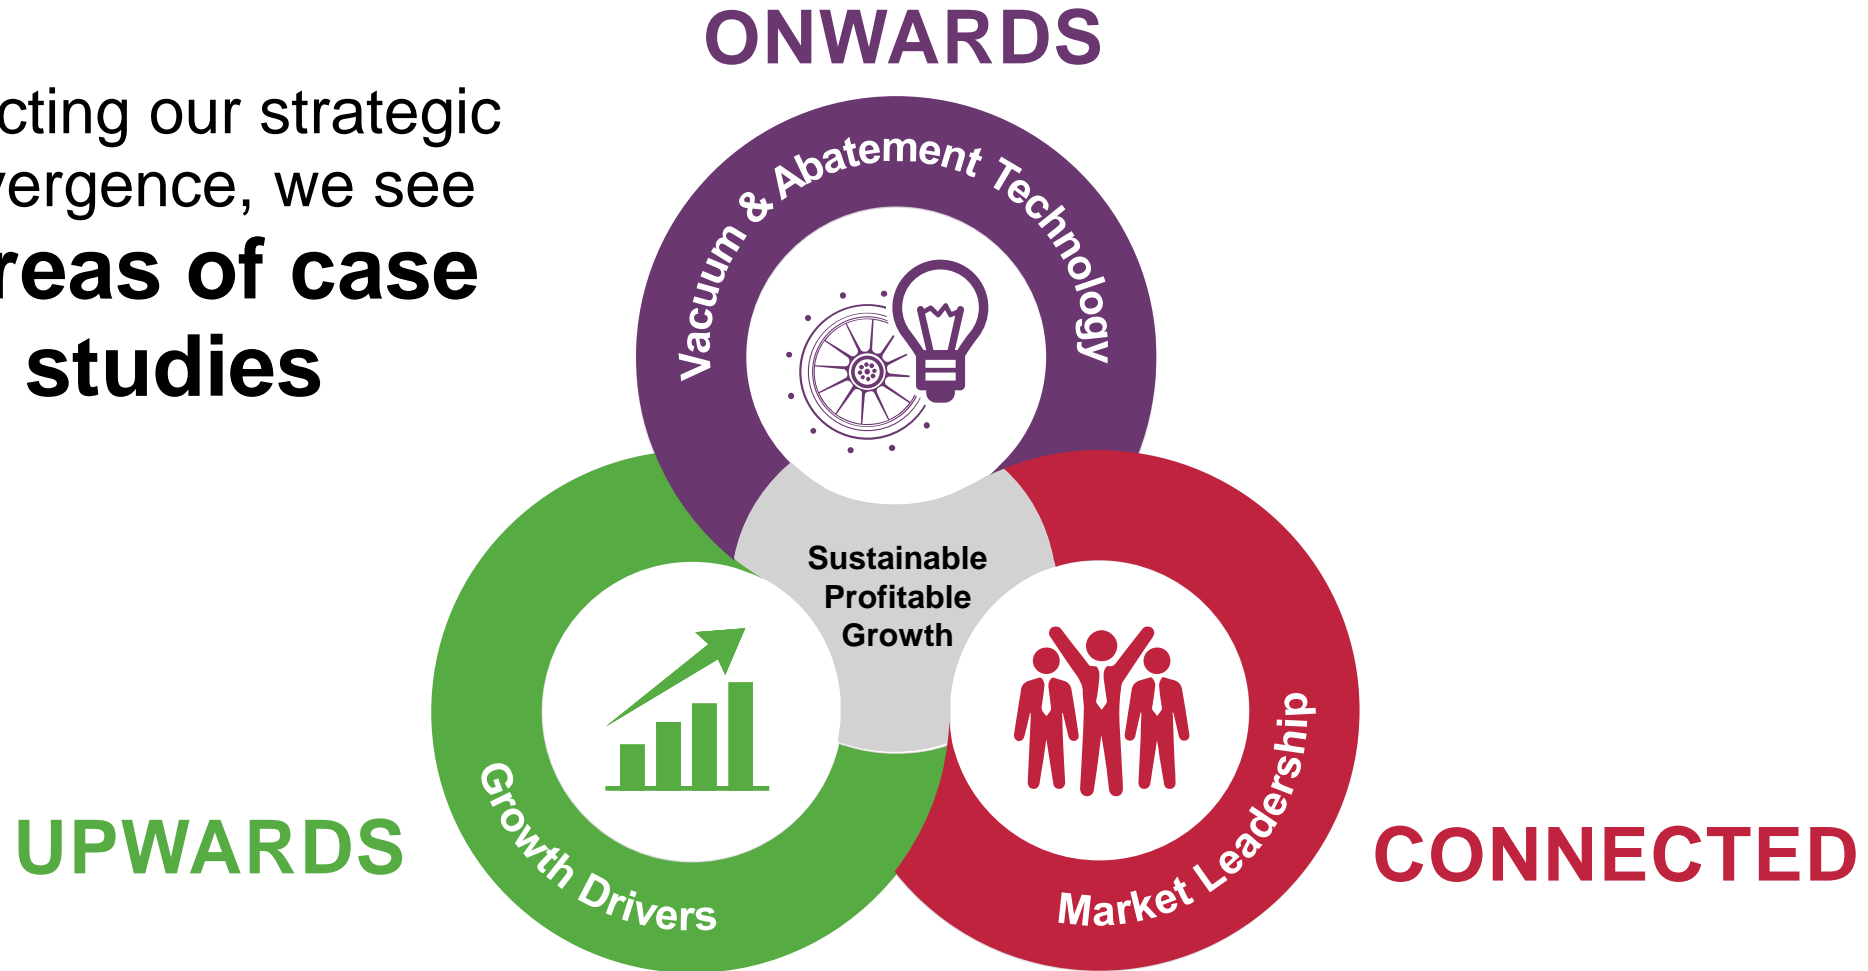 ONWARDS
cting our strategic
vergence, we see
reas of case
studies
Vacuum & Abatement Technology
Sustainable
Profitable
Growth
Growth Drivers
Market Leadership
UPWARDS
CONNECTED